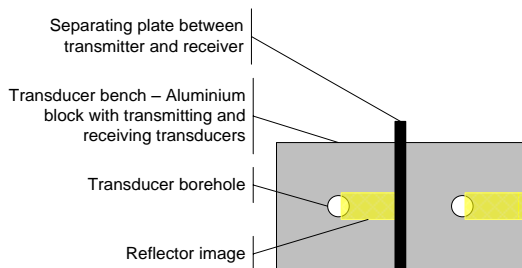 Separating plate between
transmitter and receiver
Transducer bench – Aluminium
block with transmitting and
receiving transducers
Transducer borehole
Reflector image